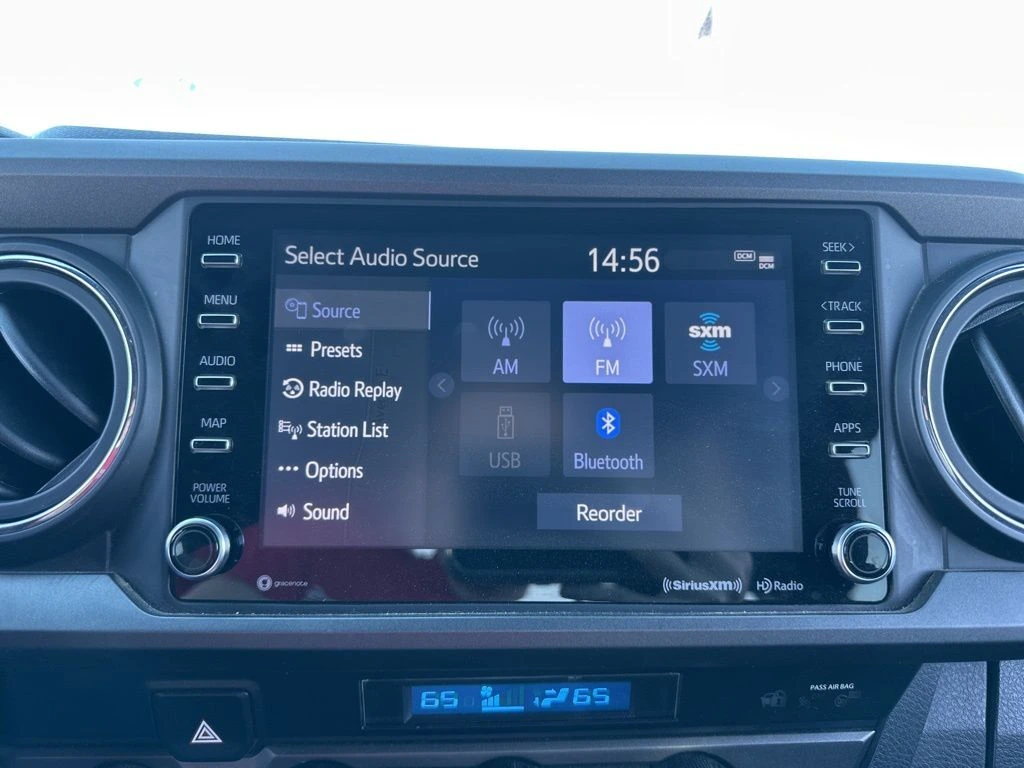 HOME
MENU
AUDIO
MAP
POWER
VOLUME
Select Audio Source
14:56
DCM
DCM
Source
Presets
Radio Replay
Station List
Options
Sound
AM
FM
sxm
SXM
USB
Bluetooth
Reorder
SEEK >
< TRACK
PHONE
APPS
TUNE
SCROLL
gracenote
((SiriusXM))
HD Radio
65
65
PASS AIR BAG